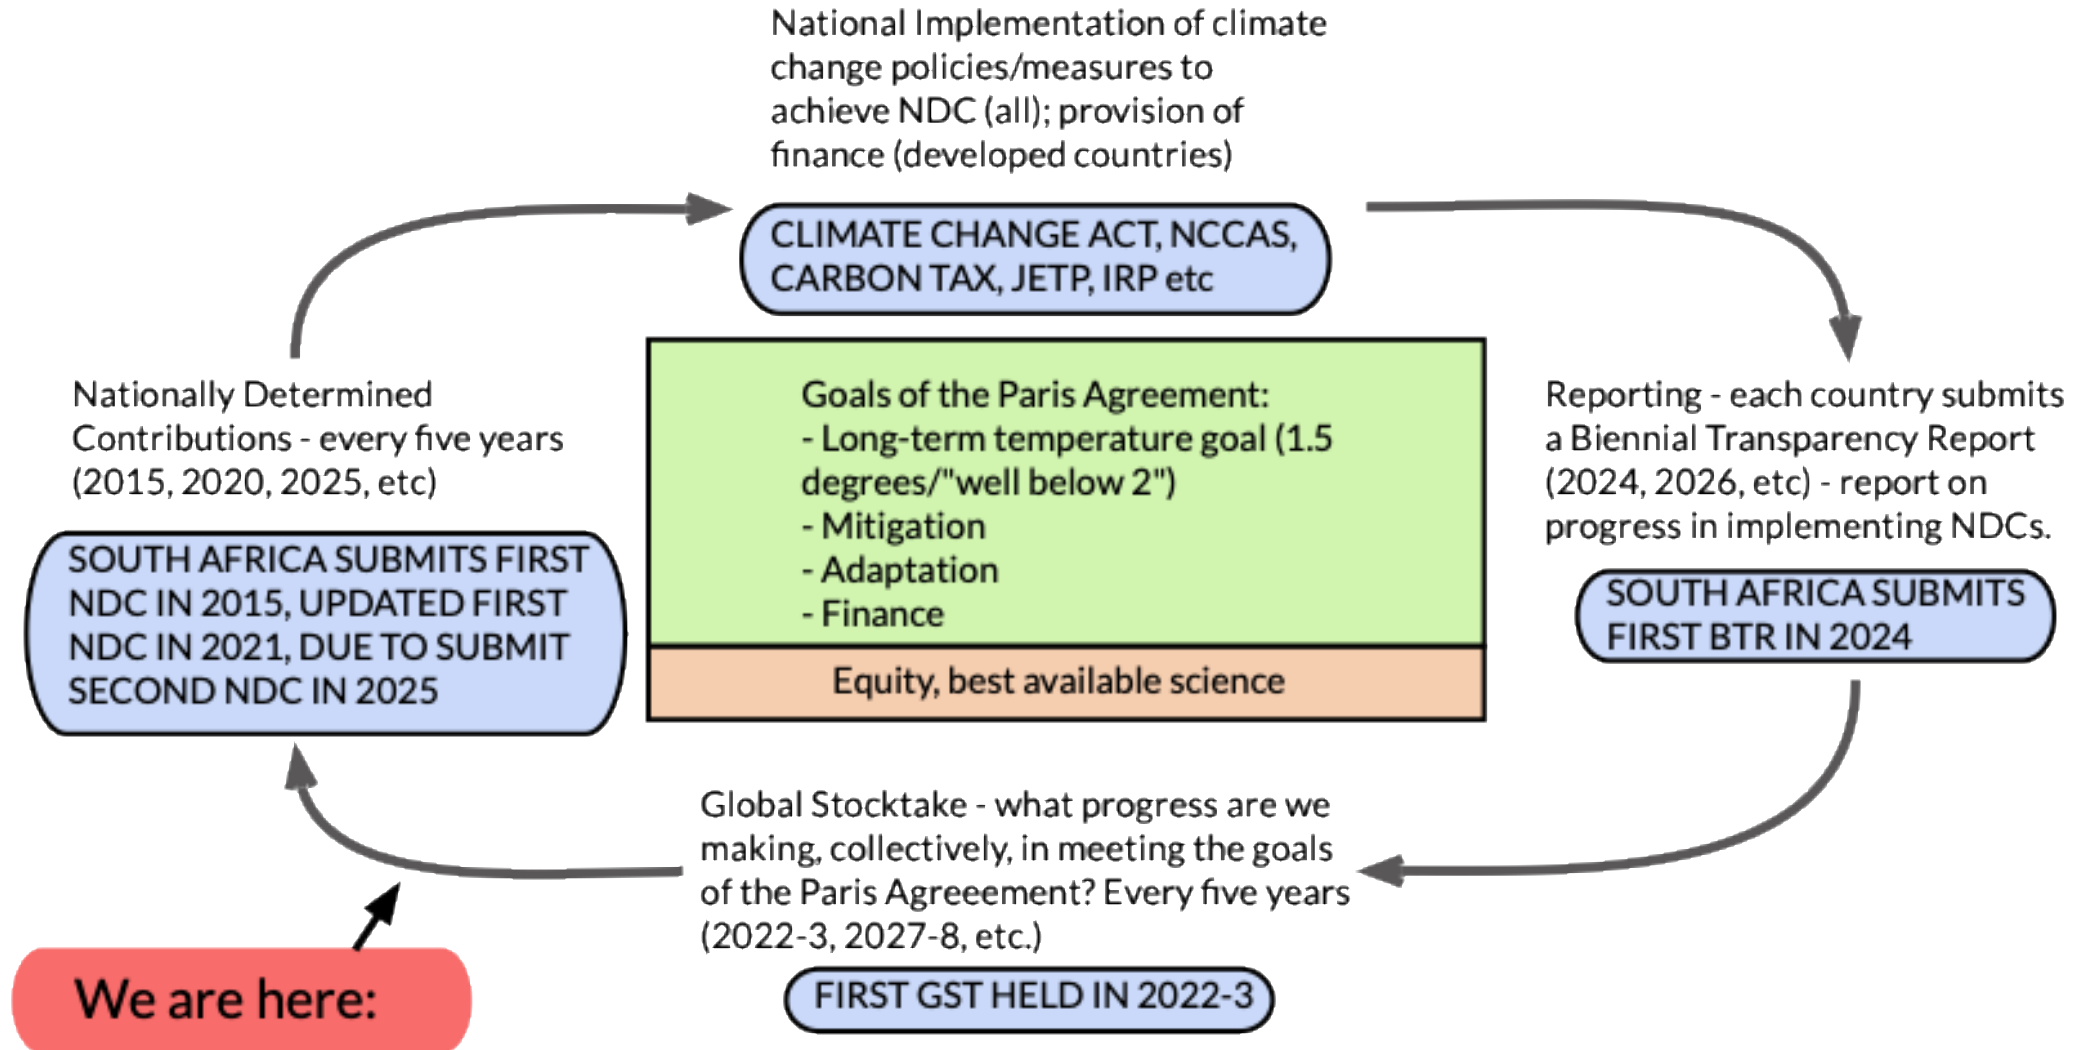 National Implementation of climate
change policies/measures to
achieve NDC (all); provision of
finance (developed countries)
CLIMATE CHANGE ACT, NCCAS,
CARBON TAX, JETP, IRP etc
Nationally Determined
Contributions - every five years
(2015, 2020, 2025, etc)
SOUTH AFRICA SUBMITS FIRST
NDC IN 2015, UPDATED FIRST
NDC IN 2021, DUE TO SUBMIT
SECOND NDC IN 2025
Goals of the Paris Agreement:
- Long-term temperature goal (1.5
degrees/"well below 2")
- Mitigation
- Adaptation
- Finance
Equity, best available science
Reporting - each country submits
a Biennial Transparency Report
(2024, 2026, etc) - report on
progress in implementing NDCs.
SOUTH AFRICA SUBMITS
FIRST BTR IN 2024
Global Stocktake - what progress are we
making, collectively, in meeting the goals
of the Paris Agreeement? Every five years
(2022-3, 2027-8, etc.)
FIRST GST HELD IN 2022-3
We are here: